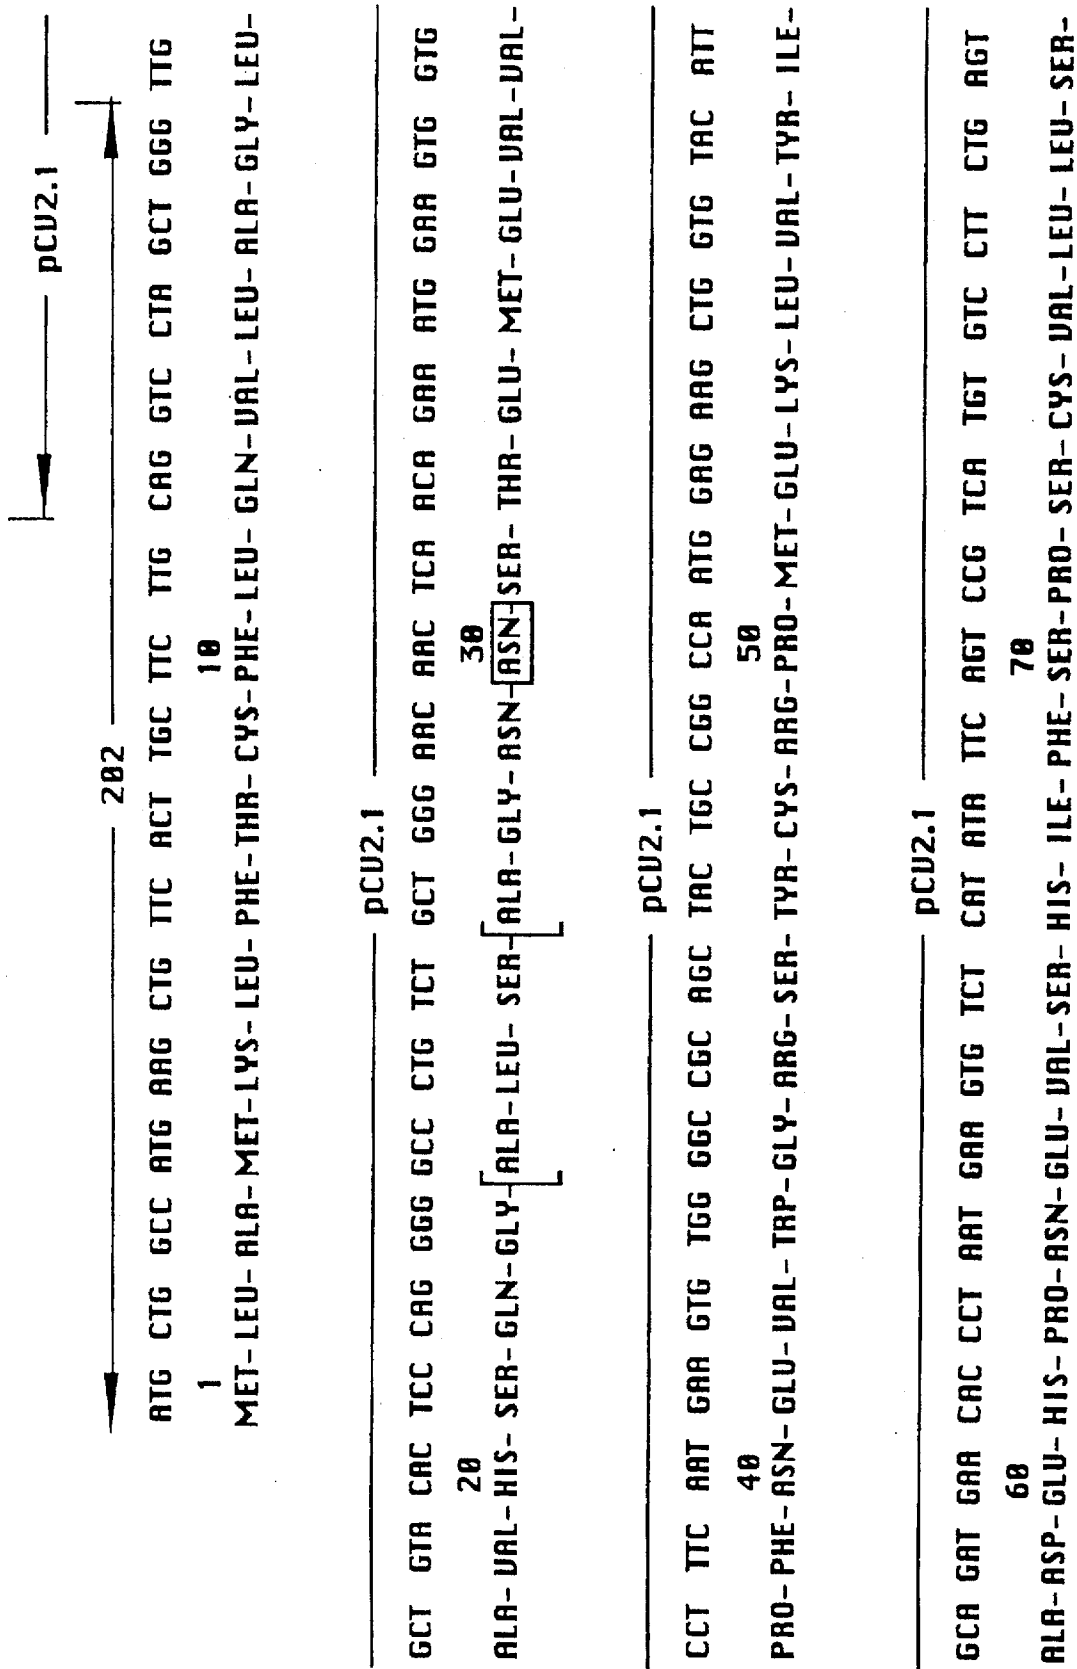 pCV2.1
202
ATG CTG GCC ATG AAG CTG TTC ACT TGC TTC TTG CAG GTC CTA GCT GGG TTG
1 10
MET-LEU-ALA-MET-LYS-LEU-PHE-THR-CYS-PHE-LEU-GLN-VAL-LEU-ALA-GLY-LEU-
pCV2.1
GCT GTA CAC TCC CAG GGG GCC CTG TCT GCT GGG AAC AAC TCA ACA GAA ATG GAA GTG GTG
20 30
ALA-VAL-HIS-SER-GLN-GLY-[ALA-LEU-SER-[ALA-GLY-ASN-ASN-SER-THR-GLU-MET-GLU-VAL-VAL-
pCV2.1
CCT TTC AAT GAA GTG TGG GGC CGC AGC TAC TGC CGG CCA ATG GAG AAG CTG GTG TAC ATT
40 50
PRO-PHE-ASN-GLU-VAL-TRP-GLY-ARG-SER-TYR-CYS-ARG-PRO-MET-GLU-LYS-LEU-VAL-TYR-ILE-
pCV2.1
GCA GAT GAA CAC CCT AAT GAA GTG TCT CAT ATA TTC AGT CCG TCA TGT GTC CTT CTG AGT
60 70
ALA-ASP-GLU-HIS-PRO-ASN-GLU-VAL-SER-HIS-ILE-PHE-SER-PRO-SER-CYS-VAL-LEU-LEU-SER-